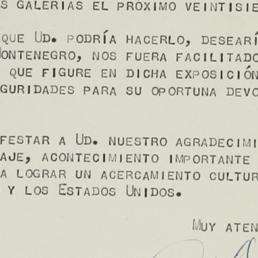 S GALERIAS EL PRÓXIMO VEINTISIE
QUE UD. PODRÍA HACERLO, DESEARÍ
ONTENEGRO, NOS FUERA FACILITADO
QUE FIGURE EN DICHA EXPOSICIÓN
GURIDADES PARA SU OPORTUNA DEVO
FESTAR A UD. NUESTRO AGRADECIMI
AJE, ACONTECIMIENTO IMPORTANTE
A LOGRAR UN ACERCAMIENTO CULTUR
Y LOS ESTADOS UNIDOS.
MUY ATEN